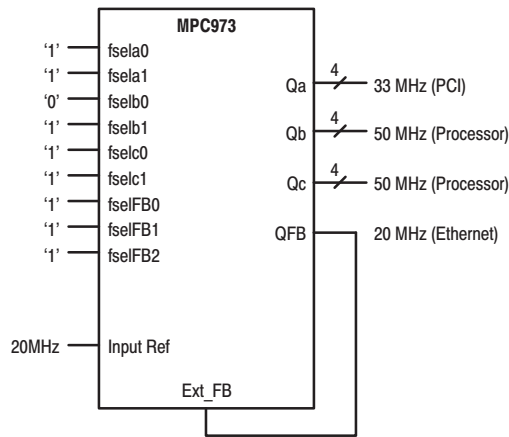 MPC973
‘1’ fsela0
‘1’ fsela1
‘0’ fselb0
‘1’ fselb1
‘1’ fselc0
‘1’ fselc1
‘1’ fselFB0
‘1’ fselFB1
‘1’ fselFB2
20MHz Input Ref
Qa 4 33 MHz (PCI)
Qb 4 50 MHz (Processor)
Qc 4 50 MHz (Processor)
QFB 20 MHz (Ethernet)
Ext_FB